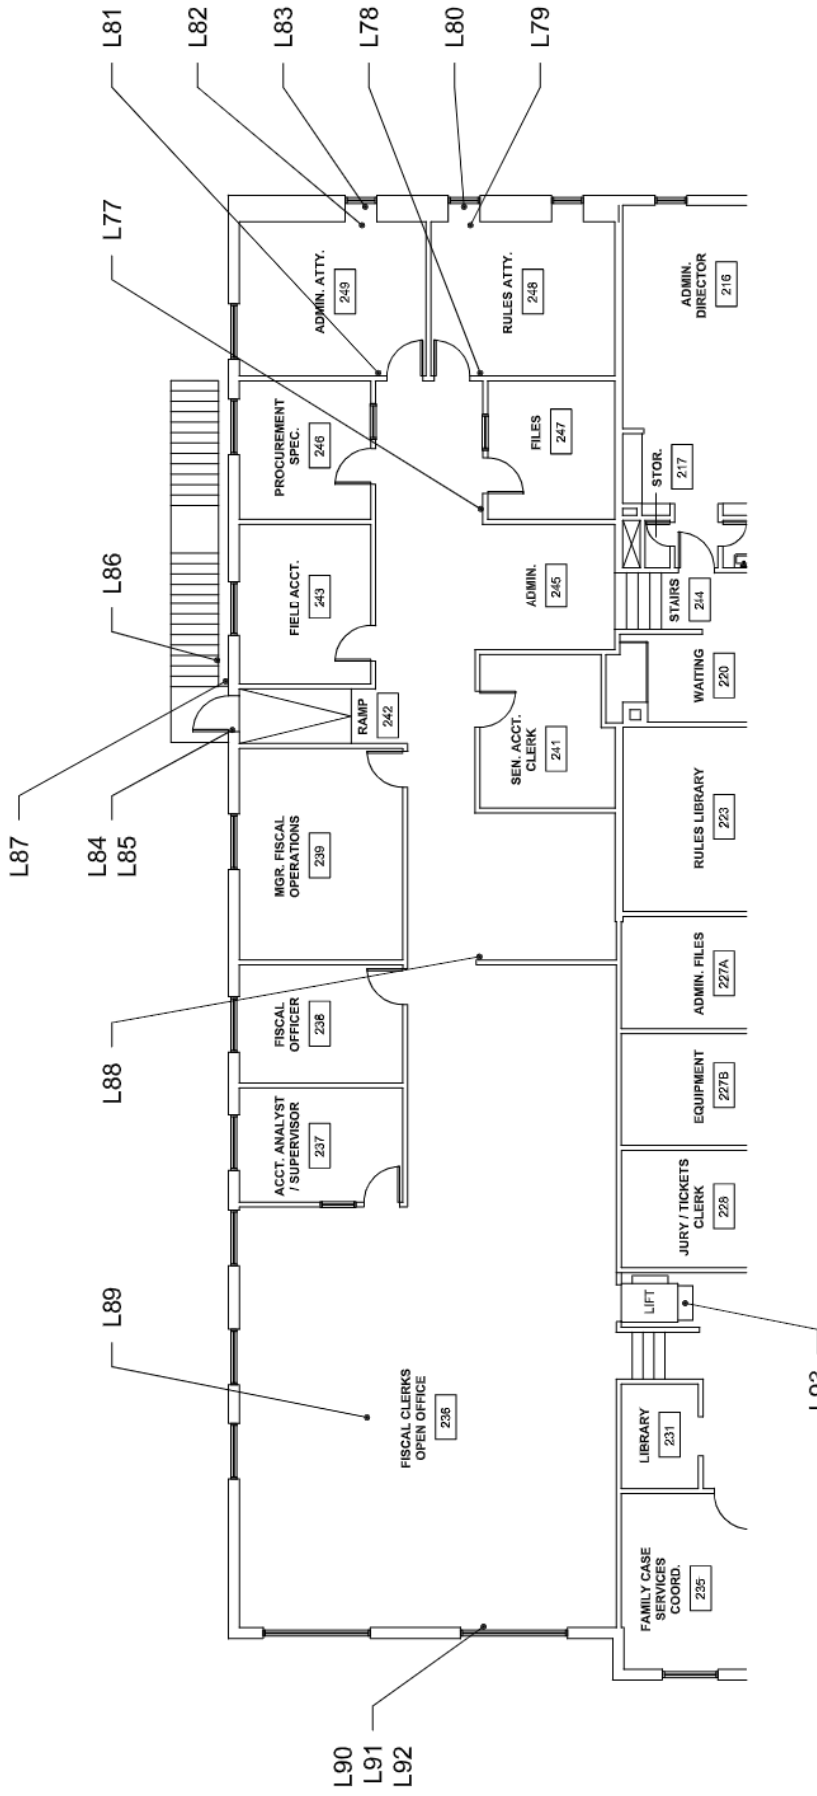 L90
L91
L92
L89
L88
L87
L84
L85
L86
L77
L81
L82
L83
L78
L80
L79
ACCT. ANALYST
/ SUPERVISOR
237
FISCAL
OFFICER
238
MGR. FISCAL
OPERATIONS
239
RAMP
242
FIELD ACCT.
243
PROCUREMENT
SPEC.
246
ADMIN. ATTY.
249
FISCAL CLERKS
OPEN OFFICE
236
SEN. ACCT.
CLERK
241
ADMIN.
245
FILES
247
RULES ATTY.
248
FAMILY CASE
SERVICES
COORD.
235
LIBRARY
231
LIFT
JURY / TICKETS
CLERK
228
EQUIPMENT
227B
ADMIN. FILES
227A
RULES LIBRARY
223
WAITING
220
STAIRS
244
STOR.
217
ADMIN.
DIRECTOR
216